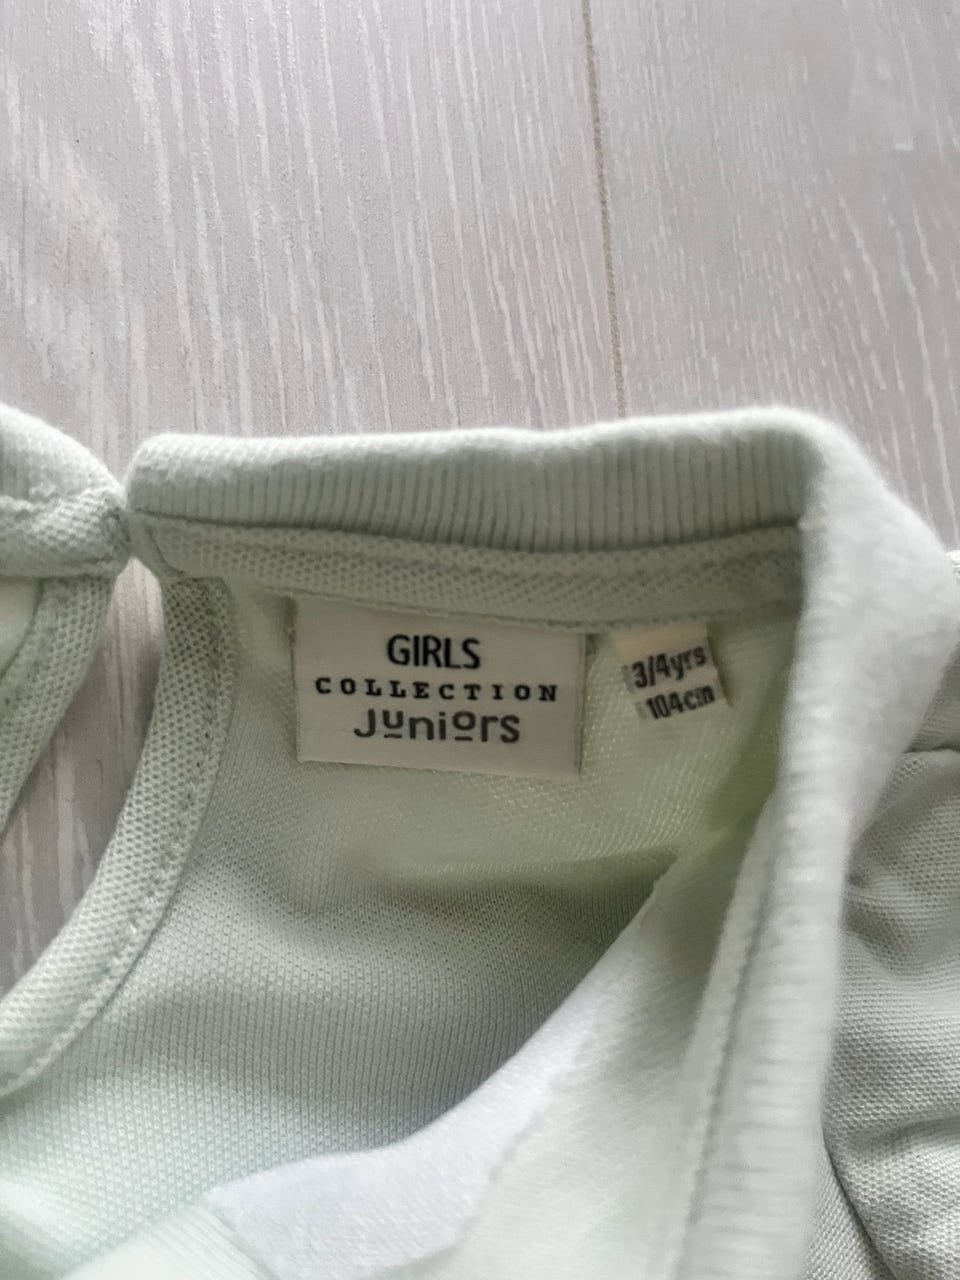 GIRLS
COLLECTION
Juniors
3/4yrs
104cm